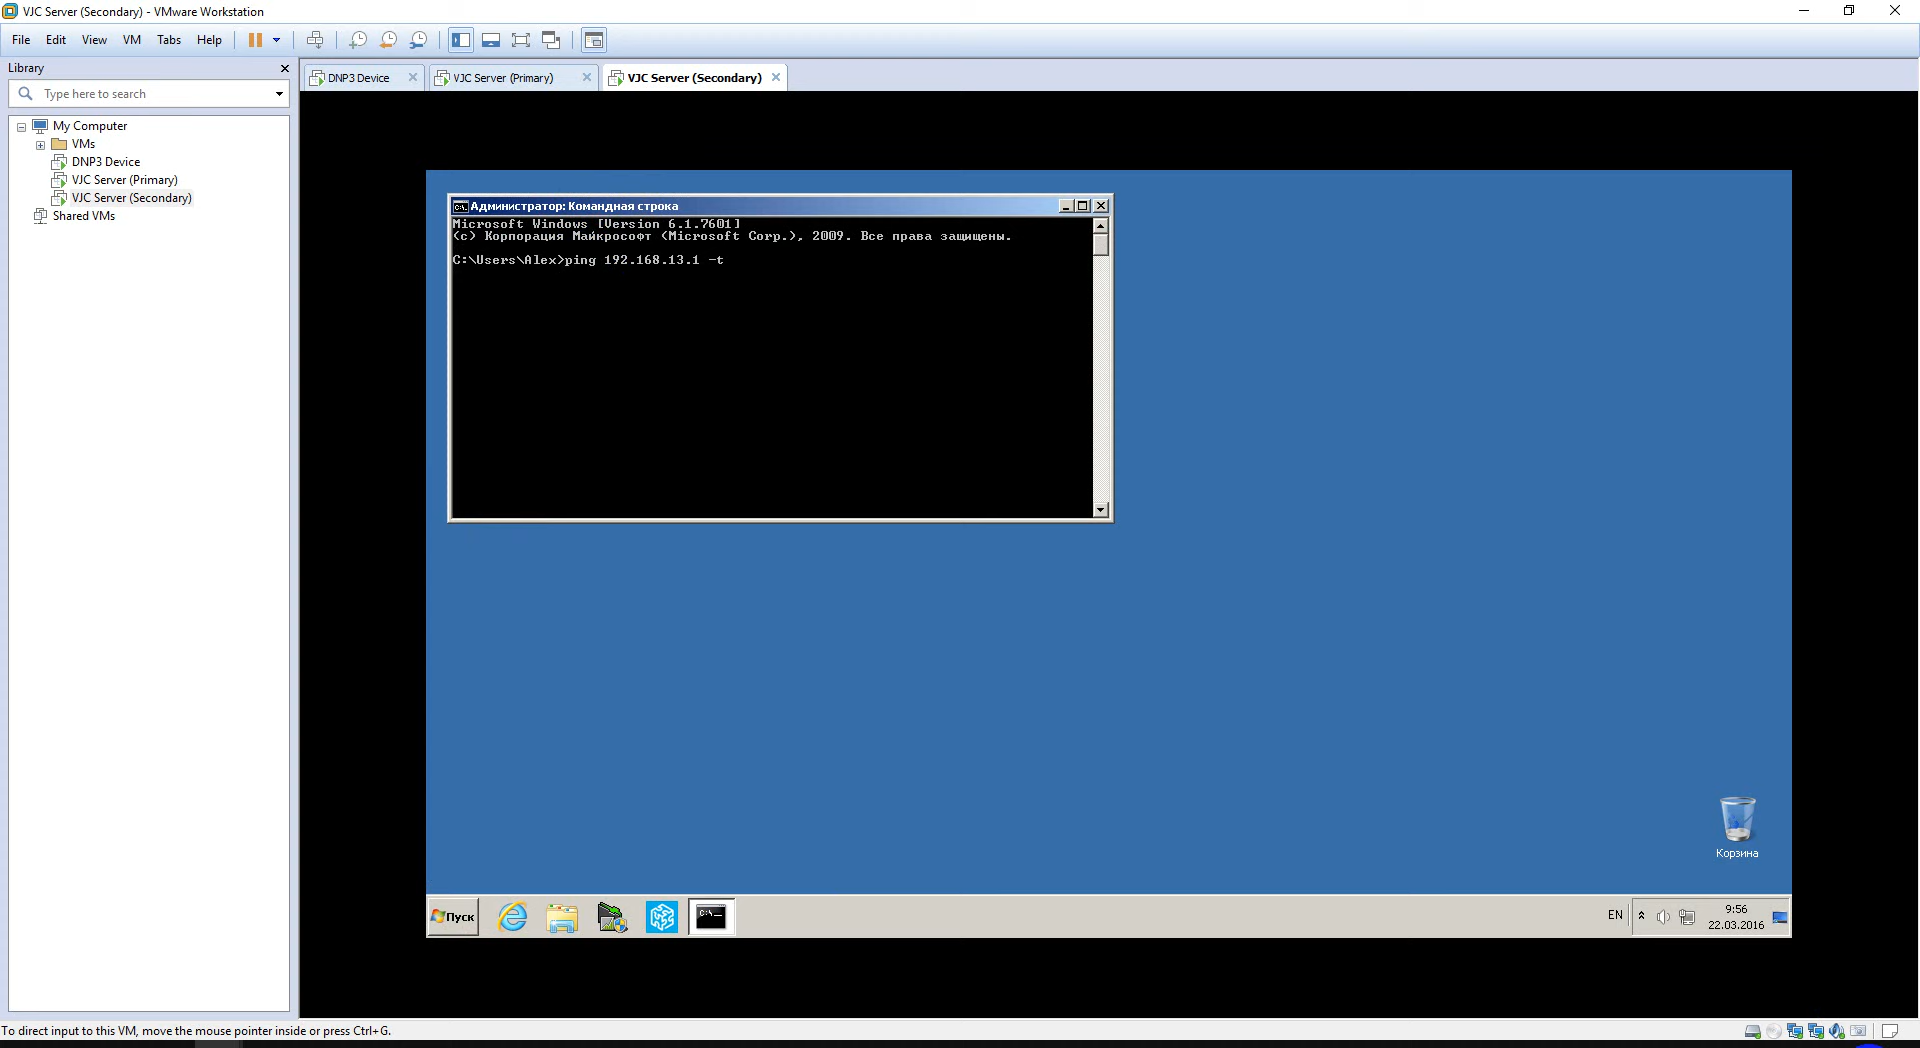 VJC Server (Secondary) - VMware Workstation
File Edit View VM Tabs Help
Library
Type here to search
My Computer
VMs
DNP3 Device
VJC Server (Primary)
VJC Server (Secondary)
Shared VMs
DNP3 Device
VJC Server (Primary)
VJC Server (Secondary)
C:\. Администратор: Командная строка
Microsoft Windows [Version 6.1.7601]
(c) Корпорация Майкрософт (Microsoft Corp.), 2009. Все права защищены.
C:\Users\Alex>ping 192.168.13.1 -t
Корзина
Пуск
C:\_
EN
9:56
22.03.2016
To direct input to this VM, move the mouse pointer inside or press Ctrl+G.